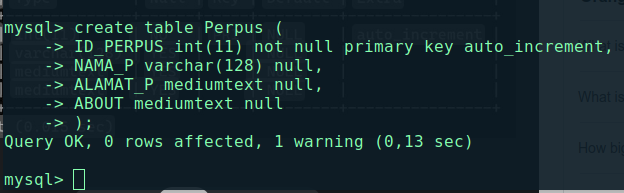 mysql> create table Perpus (
    -> ID_PERPUS int(11) not null primary key auto_increment,
    -> NAMA_P varchar(128) null,
    -> ALAMAT_P mediumtext null,
    -> ABOUT mediumtext null
    -> );
Query OK, 0 rows affected, 1 warning (0,13 sec)
mysql>
What is
How big